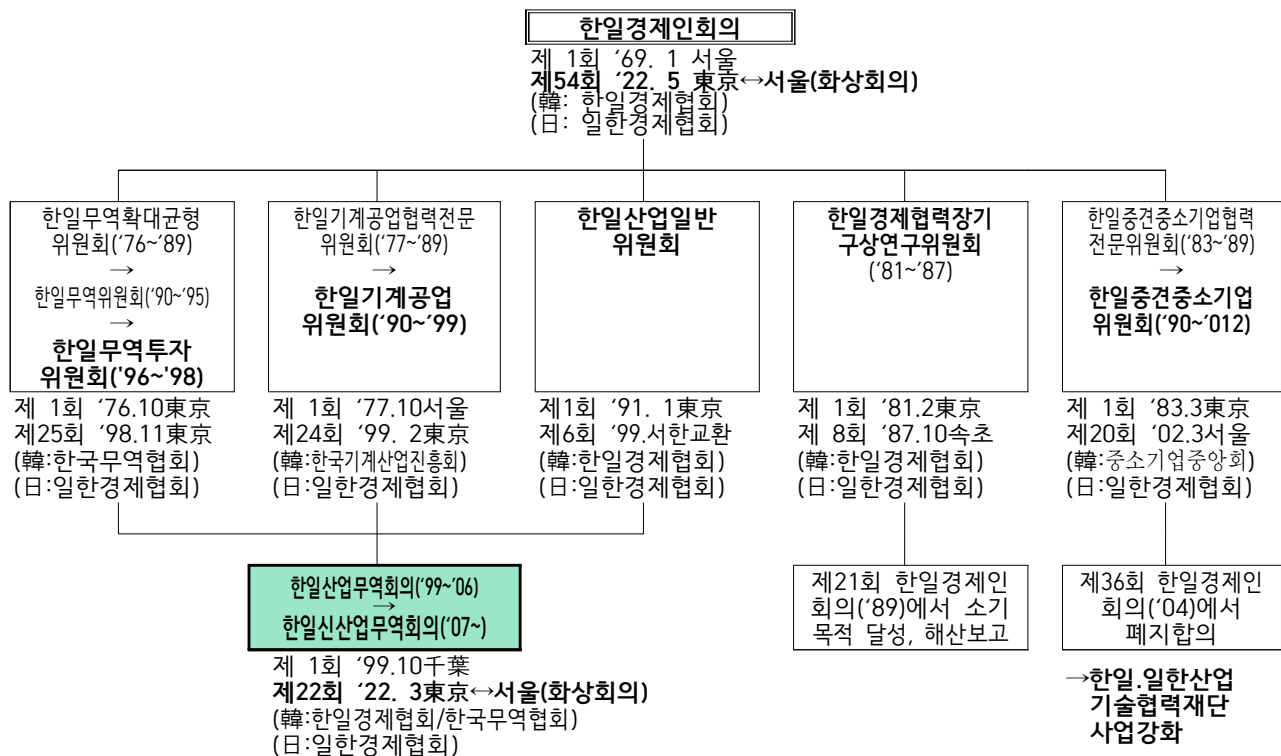 한일경제인회의
제 1회 ‘69. 1 서울
제54회 ‘22. 5 東京↔서울(화상회의)
(韓: 한일경제협회)
(日: 일한경제협회)
한일무역확대균형
위원회(‘76~‘89)
→
한일무역위원회(‘90~‘95)
→
한일무역투자
위원회('96~'98)
제 1회 ‘76.10東京
제25회 ‘98.11東京
(韓:한국무역협회)
(日:일한경제협회)
한일기계공업협력전문
위원회(‘77~‘89)
→
한일기계공업
위원회(‘90~‘99)
제 1회 ‘77.10서울
제24회 ‘99. 2東京
(韓:한국기계산업진흥회)
(日:일한경제협회)
한일산업일반
위원회
제1회 ‘91. 1東京
제6회 ‘99.서한교환
(韓:한일경제협회)
(日:일한경제협회)
한일경제협력장기
구상연구위원회
(‘81~‘87)
제 1회 ‘81.2東京
제 8회 ‘87.10속초
(韓:한일경제협회)
(日:일한경제협회)
한일중견중소기업협력
전문위원회(‘83~‘89)
→
한일중견중소기업
위원회(‘90~’012)
제 1회 ‘83.3東京
제20회 ‘02.3서울
(韓:중소기업중앙회)
(日:일한경제협회)
한일산업무역회의(‘99~‘06)
→
한일신산업무역회의(‘07~)
제 1회 ‘99.10千葉
제22회 ‘22. 3東京↔서울(화상회의)
(韓:한일경제협회/한국무역협회)
(日:일한경제협회)
제21회 한일경제인
회의(‘89)에서 소기
목적 달성, 해산보고
제36회 한일경제인
회의(‘04)에서
폐지합의
→한일.일한산업
기술협력재단
사업강화